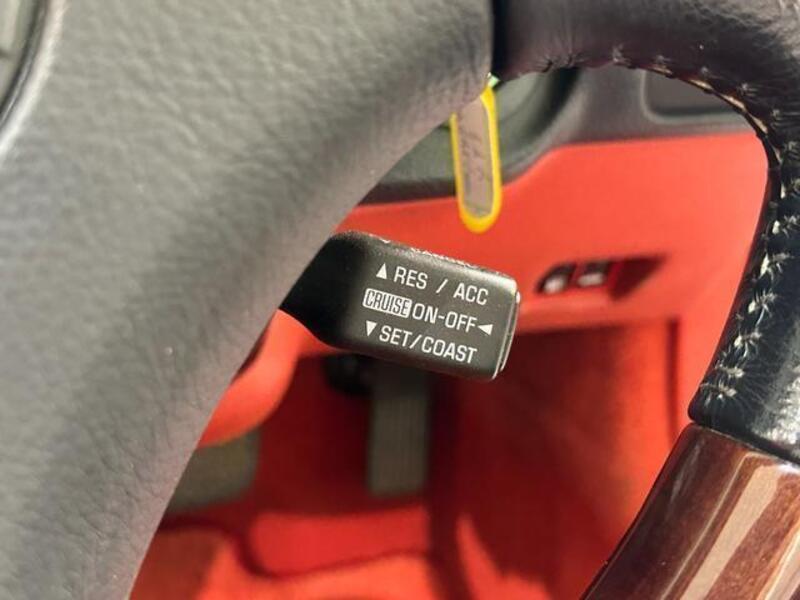 ▲ RES / ACC
CRUISE ON-OFF ◄
▼ SET/COAST